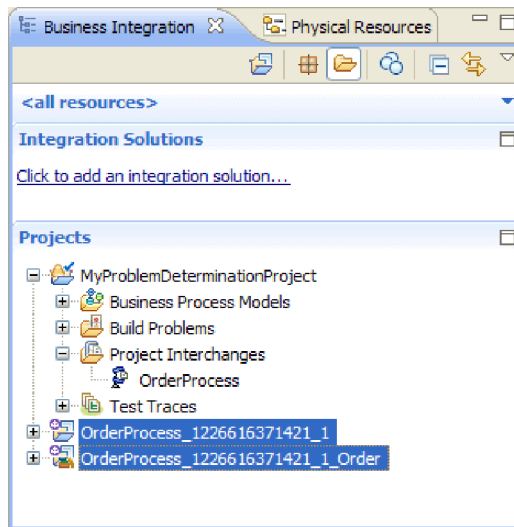 Business Integration Physical Resources
<all resources>
Integration Solutions
Click to add an integration solution...
Projects
MyProblemDeterminationProject
Business Process Models
Build Problems
Project Interchanges
OrderProcess
Test Traces
OrderProcess_1226616371421_1
OrderProcess_1226616371421_1_Order